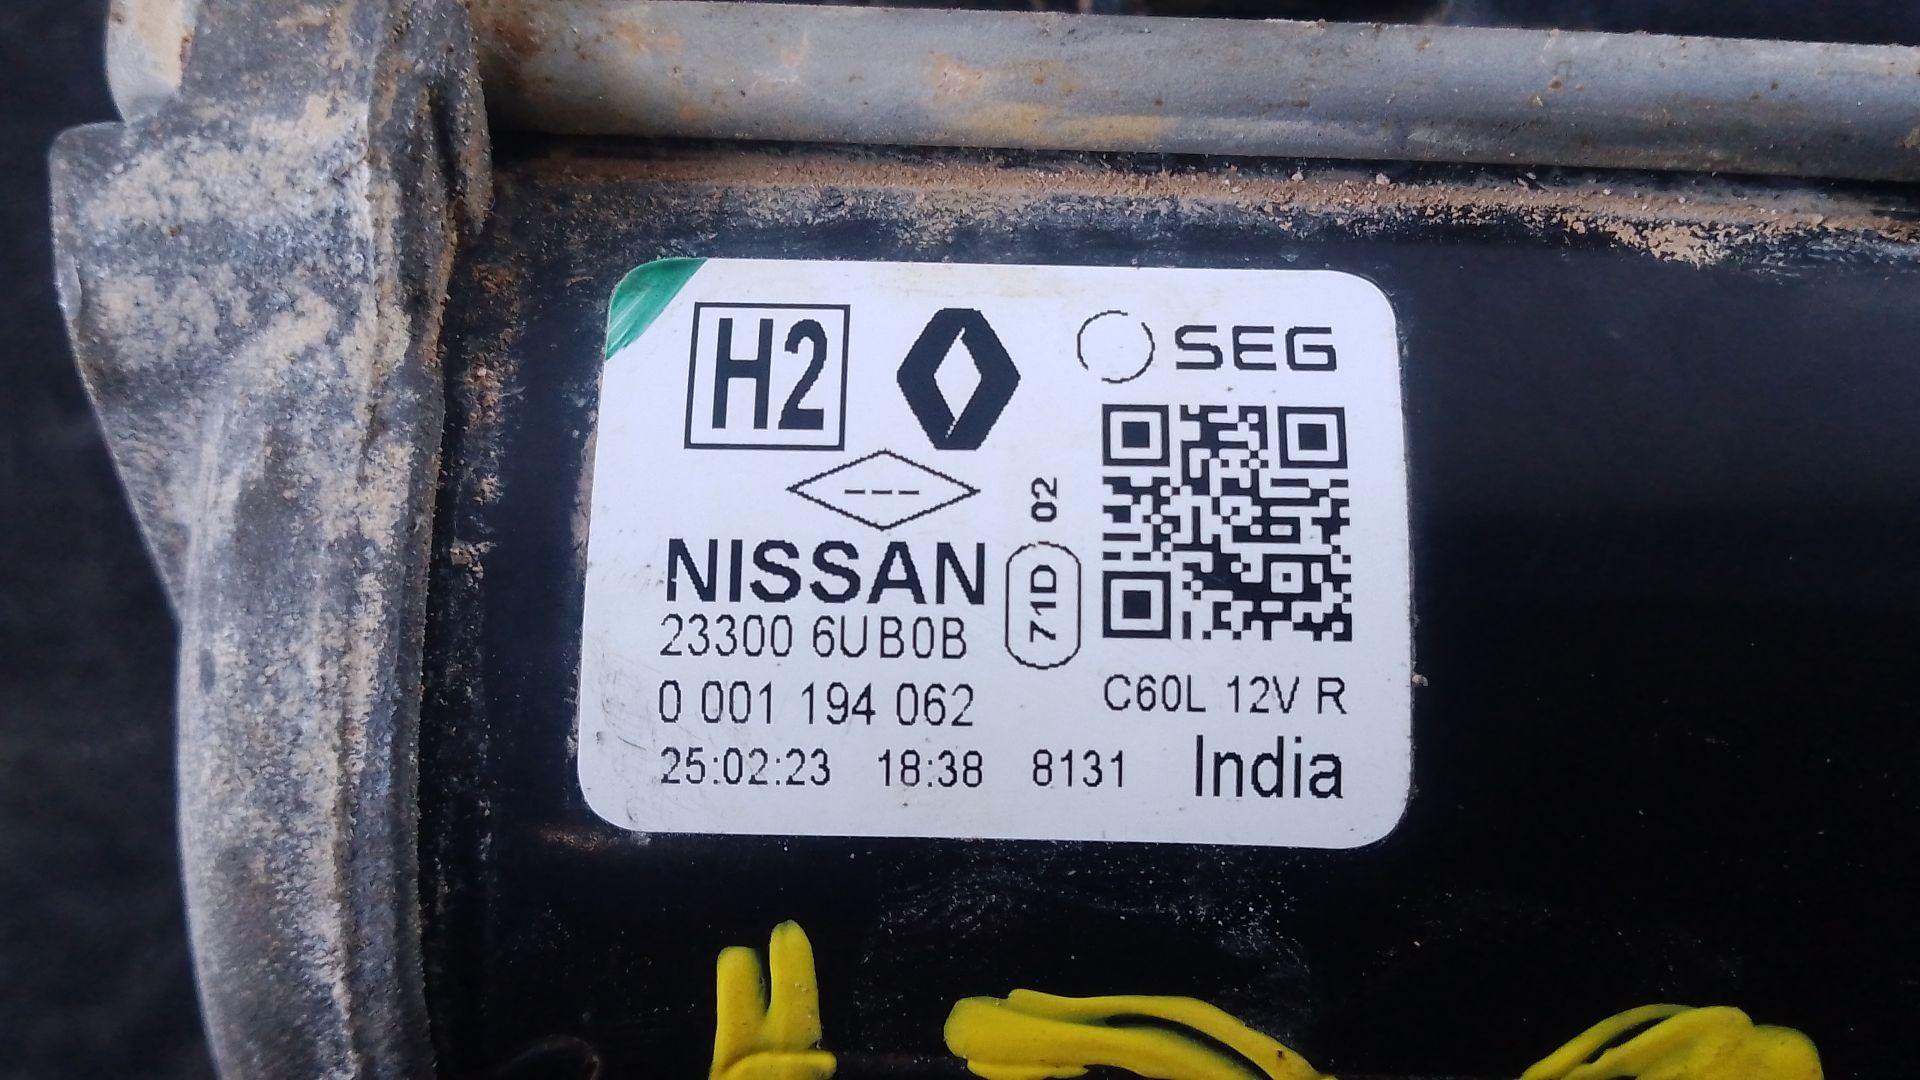 H2
SEG
---
02
71D
NISSAN
23300 6UB0B
0 001 194 062
C60L 12V R
25:02:23 18:38 8131 India